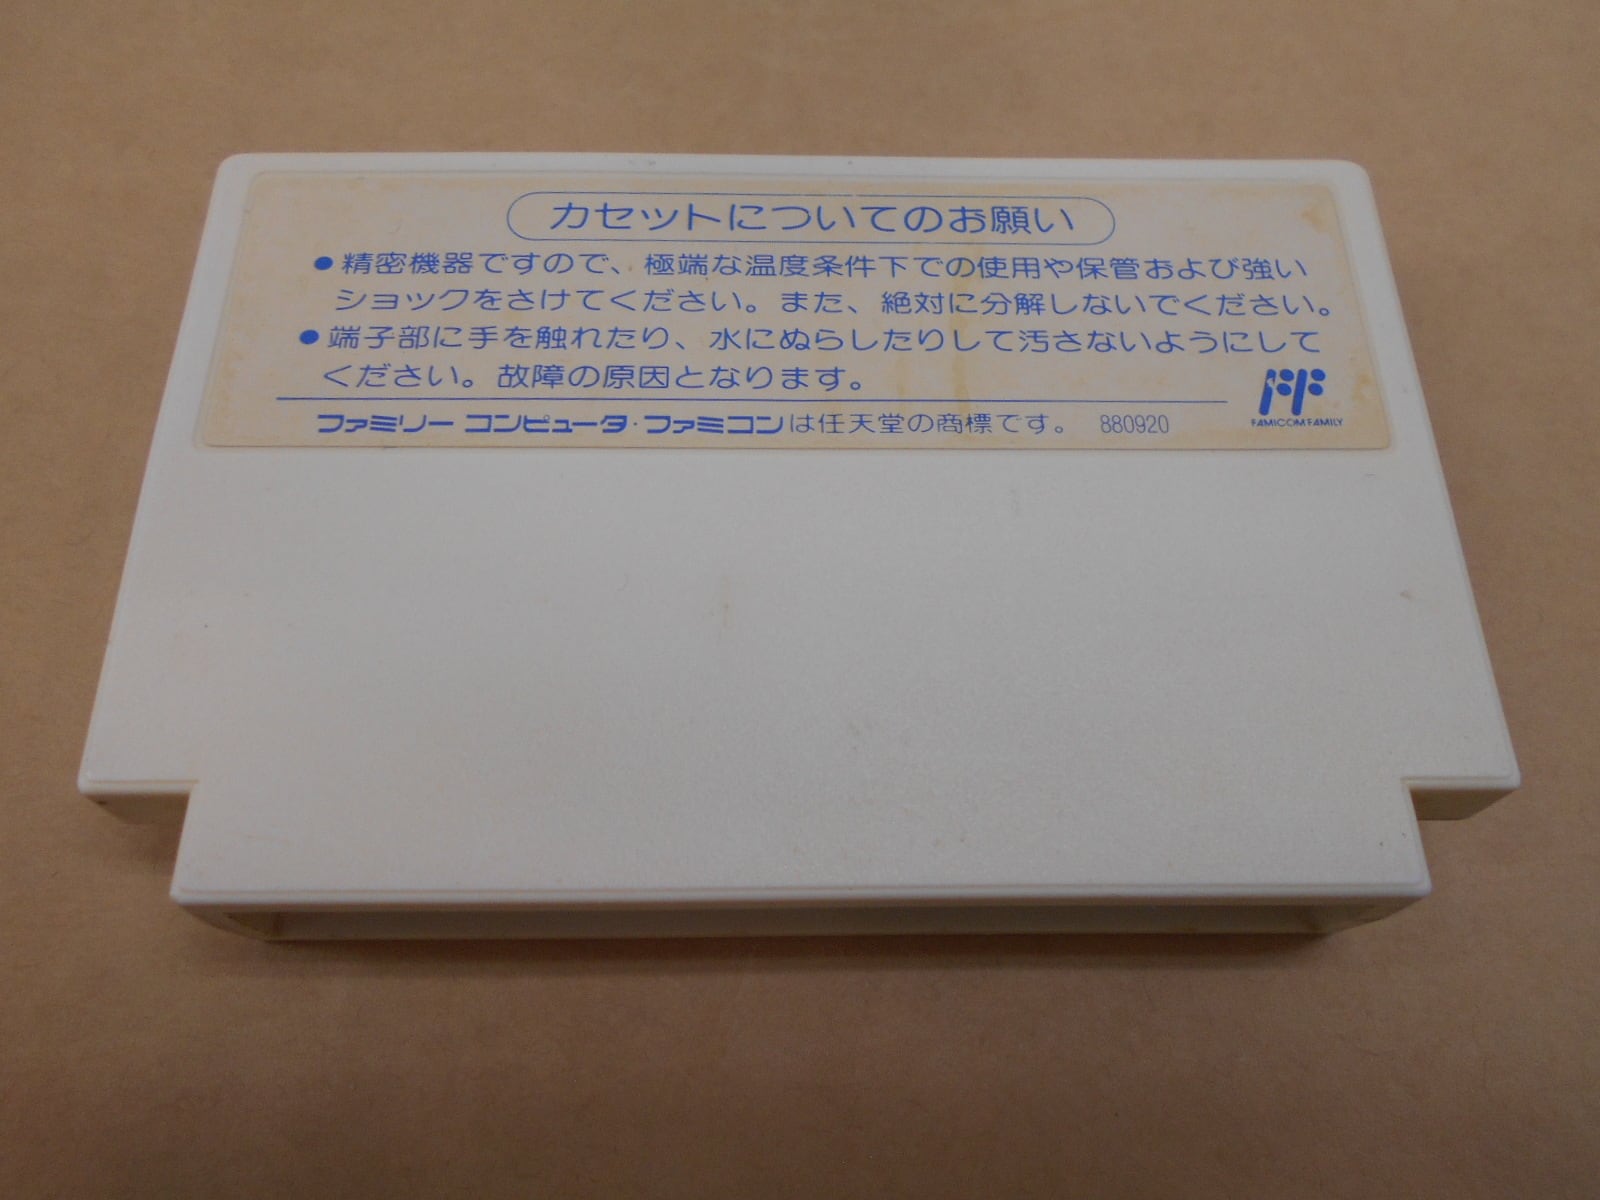 カセットについてのお願い
●精密機器ですので、極端な温度条件下での使用や保管および強い
ショックをさけてください。また、絶対に分解しないでください。
●端子部に手を触れたり、水にぬらしたりして汚さないようにして
ください。故障の原因となります。
ファミリー コンピュータ・ファミコンは任天堂の商標です。 880920
FF
FAMICOM FAMILY